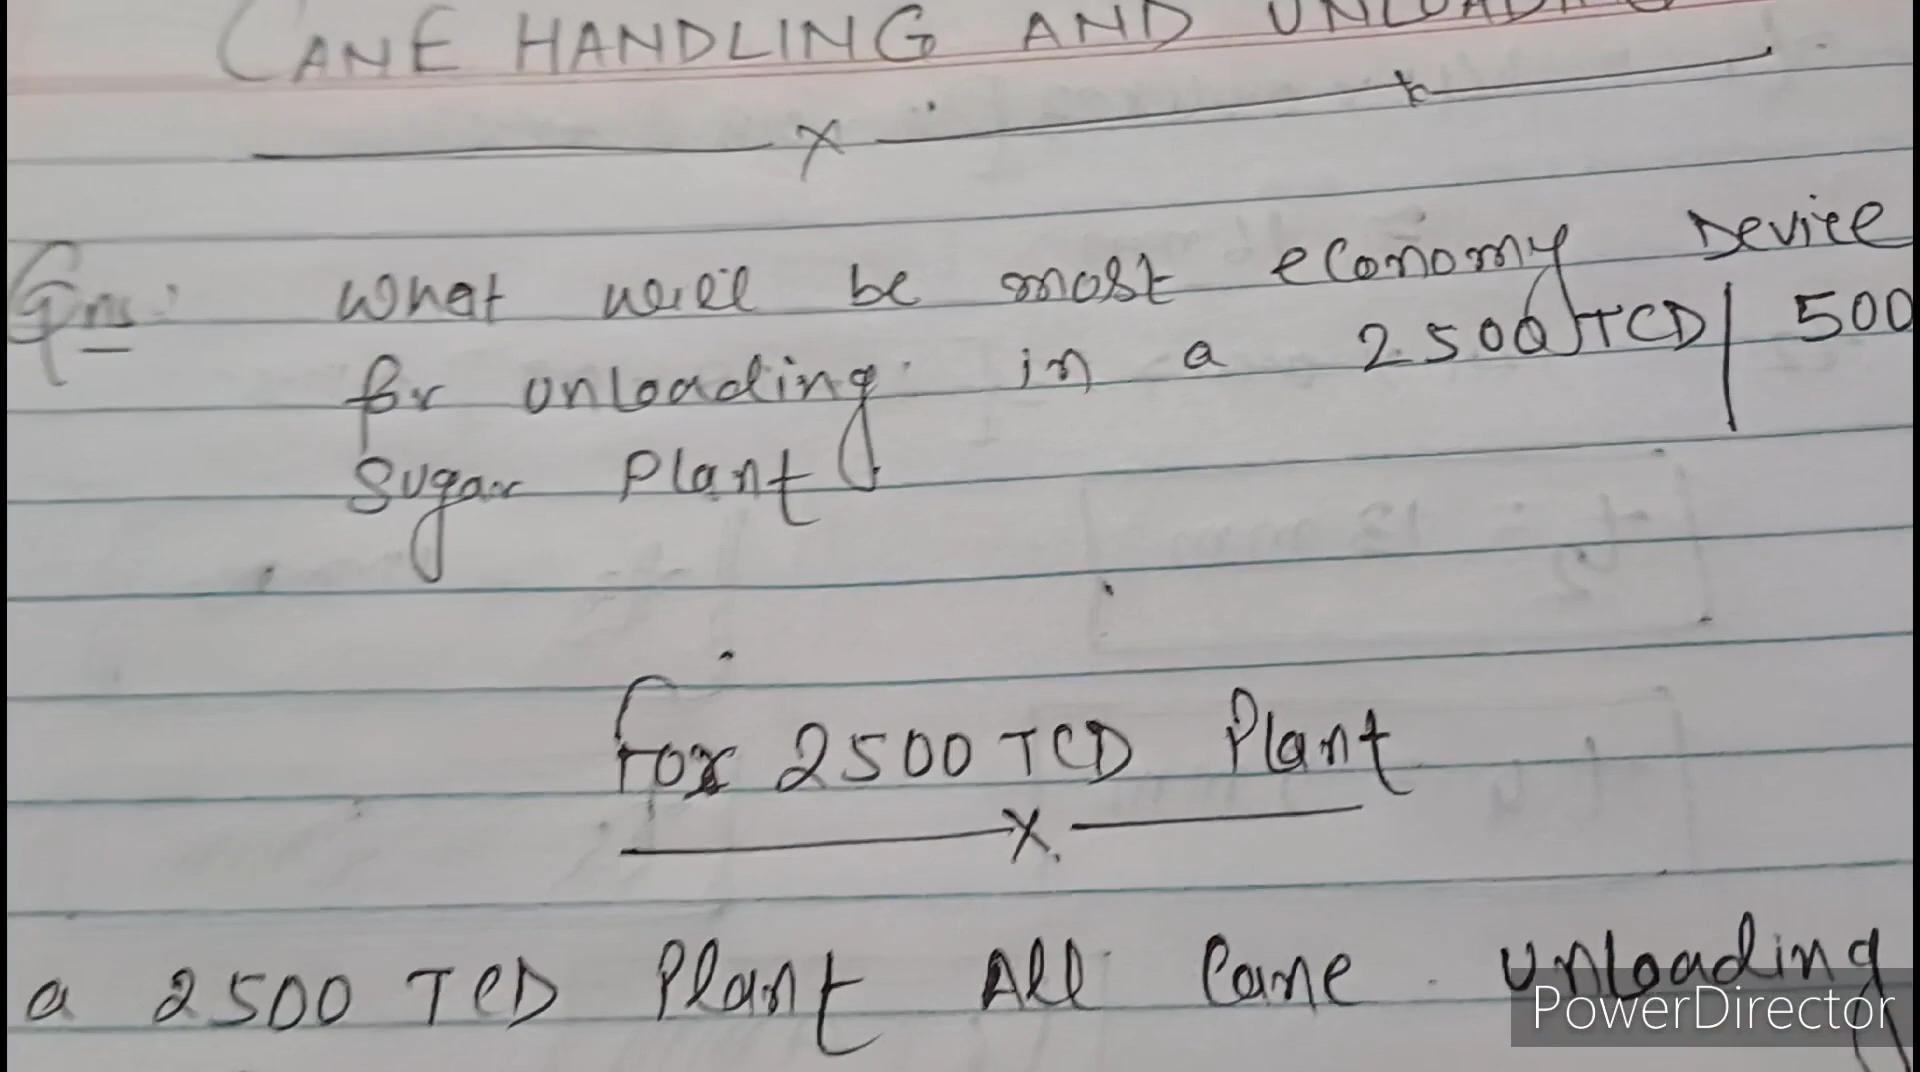 CANE HANDLING AND UNLOADING
Qns:
What will be most economy Device
for unloading in a 2500 TCD / 500
Sugar Plant
For 2500 TCD Plant
a 2500 TCD Plant All Cane unloading
PowerDirector